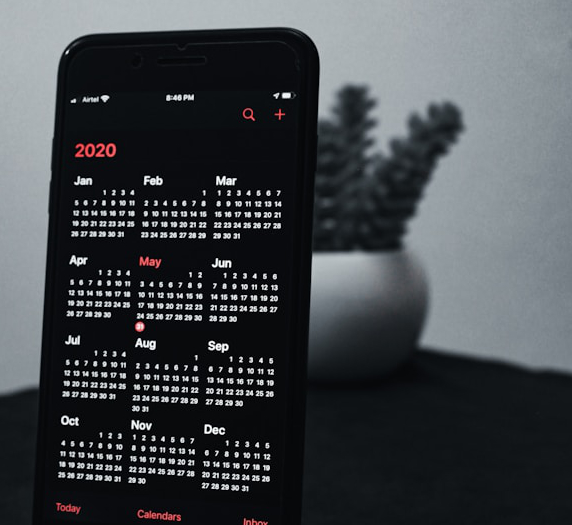 Airtel 8:46 PM
2020
Jan
1 2 3 4
5 6 7 8 9 10 11
12 13 14 15 16 17 18
19 20 21 22 23 24 25
26 27 28 29 30 31
Feb
1
2 3 4 5 6 7 8
9 10 11 12 13 14 15
16 17 18 19 20 21 22
23 24 25 26 27 28 29
Mar
1 2 3 4 5 6 7
8 9 10 11 12 13 14
15 16 17 18 19 20 21
22 23 24 25 26 27 28
29 30 31
Apr
1 2 3 4
5 6 7 8 9 10 11
12 13 14 15 16 17 18
19 20 21 22 23 24 25
26 27 28 29 30
May
1 2
3 4 5 6 7 8 9
10 11 12 13 14 15 16
17 18 19 20 21 22 23
24 25 26 27 28 29 30
31
Jun
1 2 3 4 5 6
7 8 9 10 11 12 13
14 15 16 17 18 19 20
21 22 23 24 25 26 27
28 29 30
Jul
1 2 3 4
5 6 7 8 9 10 11
12 13 14 15 16 17 18
19 20 21 22 23 24 25
26 27 28 29 30 31
Aug
1
2 3 4 5 6 7 8
9 10 11 12 13 14 15
16 17 18 19 20 21 22
23 24 25 26 27 28 29
30 31
Sep
1 2 3 4 5
6 7 8 9 10 11 12
13 14 15 16 17 18 19
20 21 22 23 24 25 26
27 28 29 30
Oct
1 2 3
4 5 6 7 8 9 10
11 12 13 14 15 16 17
18 19 20 21 22 23 24
25 26 27 28 29 30 31
Nov
1 2 3 4 5 6 7
8 9 10 11 12 13 14
15 16 17 18 19 20 21
22 23 24 25 26 27 28
29 30
Dec
1 2 3 4 5
6 7 8 9 10 11 12
13 14 15 16 17 18 19
20 21 22 23 24 25 26
27 28 29 30 31
Today Calendars Inbox